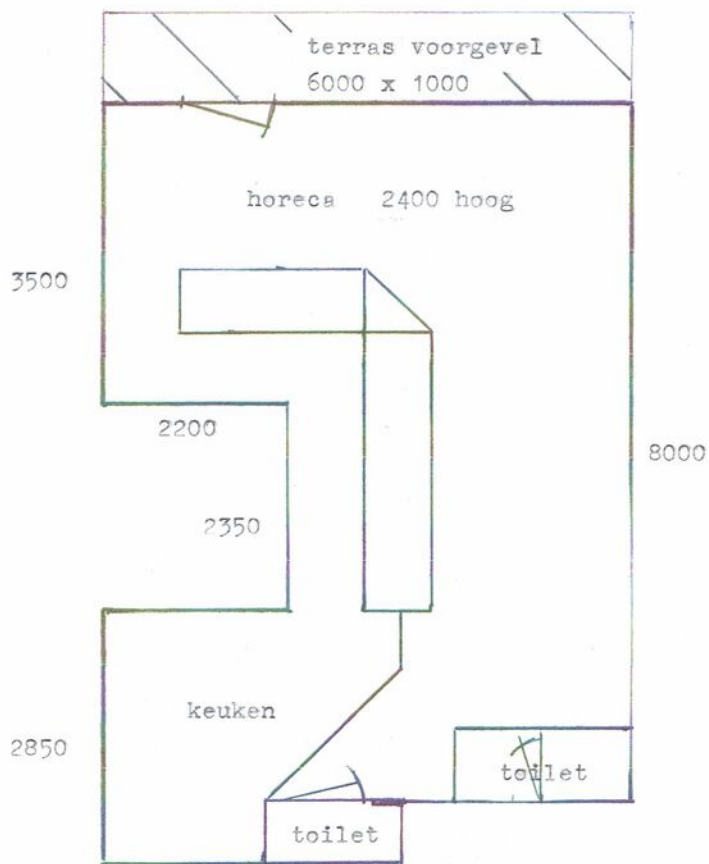 terras voorgevel
6000 x 1000
horeca 2400 hoog
3500
2200
8000
2350
keuken
2850
toilet
toilet